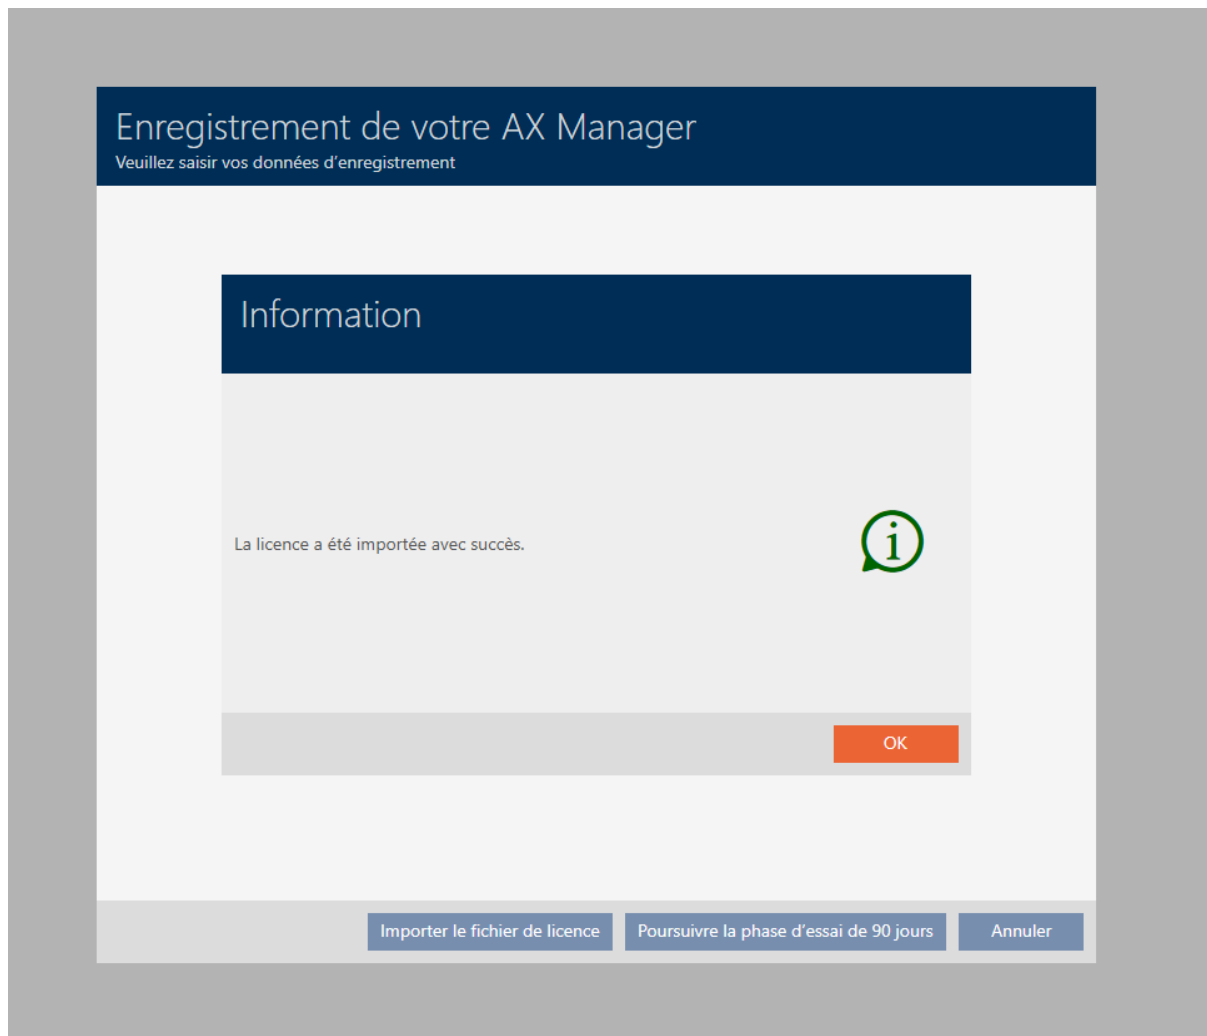 Enregistrement de votre AX Manager
Veuillez saisir vos données d’enregistrement
Information
La licence a été importée avec succès.
i
OK
Importer le fichier de licence
Poursuivre la phase d’essai de 90 jours
Annuler